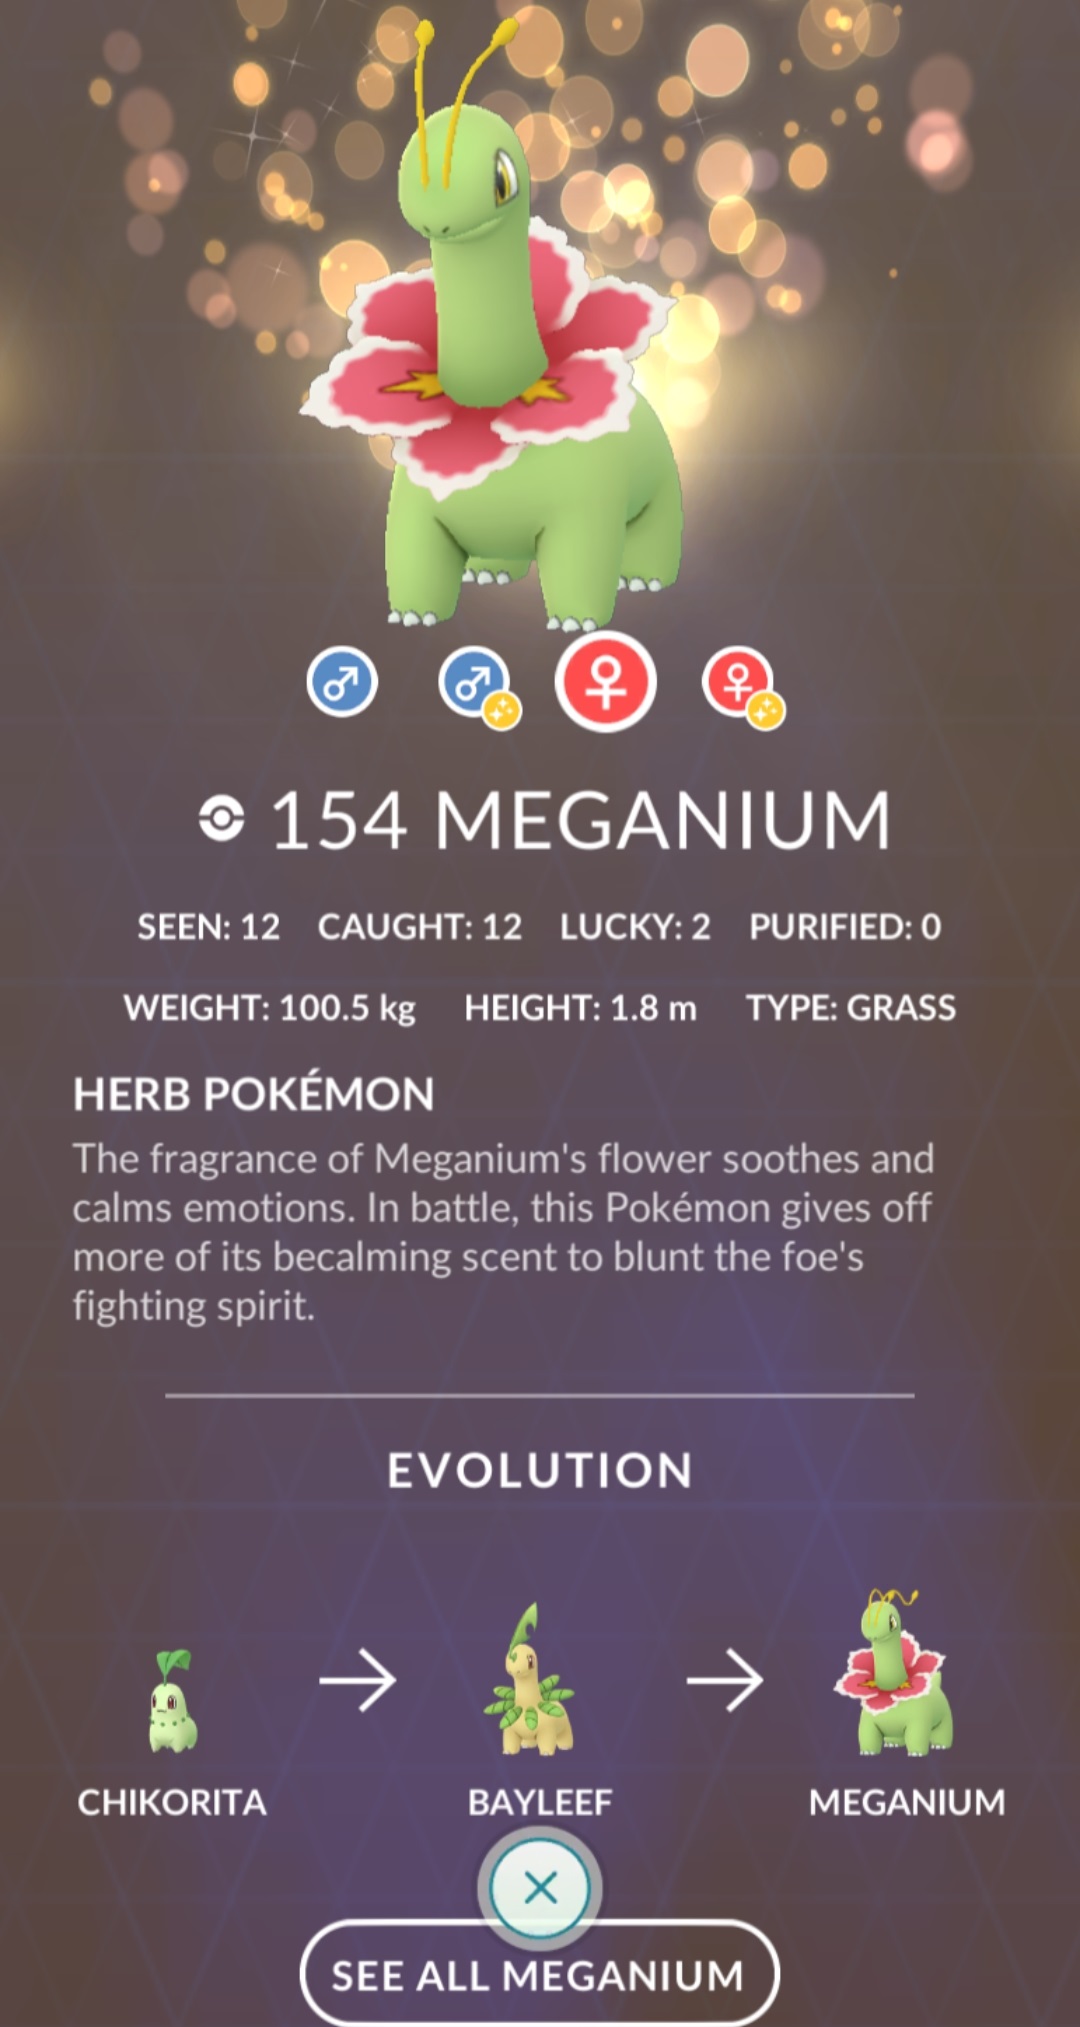 154 MEGANIUM
SEEN: 12 CAUGHT: 12 LUCKY: 2 PURIFIED: 0
WEIGHT: 100.5 kg HEIGHT: 1.8 m TYPE: GRASS
HERB POKÉMON
The fragrance of Meganium's flower soothes and
calms emotions. In battle, this Pokémon gives off
more of its becalming scent to blunt the foe's
fighting spirit.
EVOLUTION
CHIKORITA BAYLEEF MEGANIUM
SEE ALL MEGANIUM